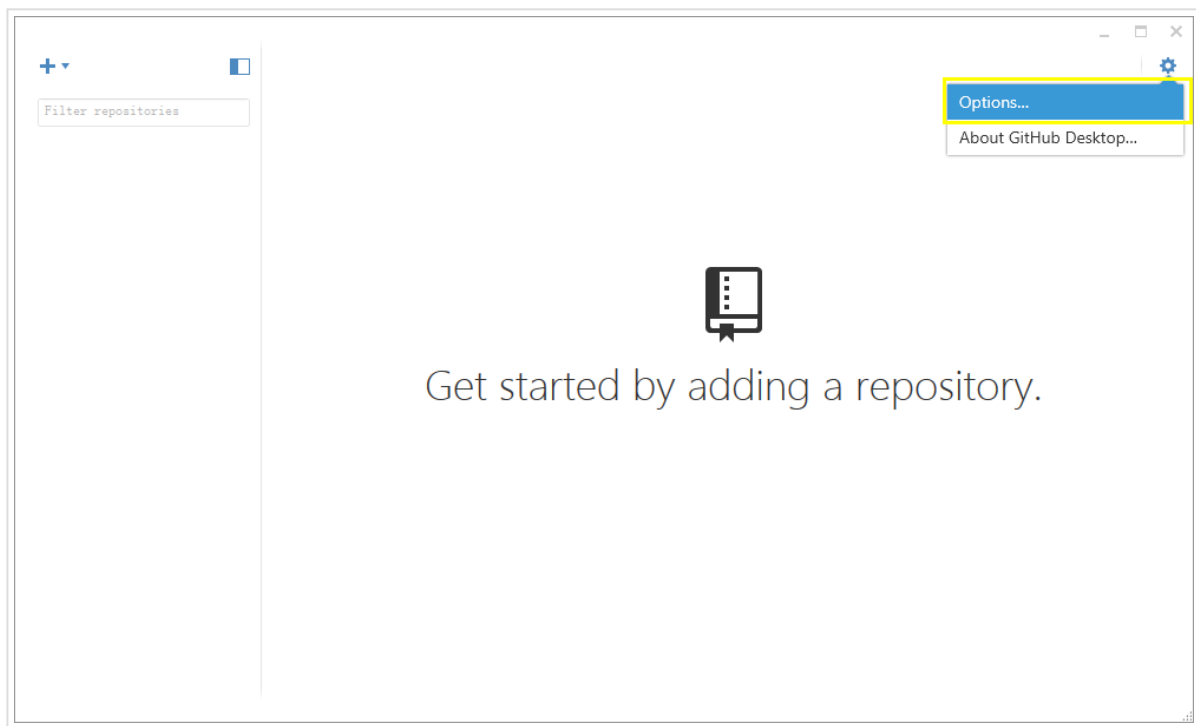 Filter repositories
Options...
About GitHub Desktop...
Get started by adding a repository.